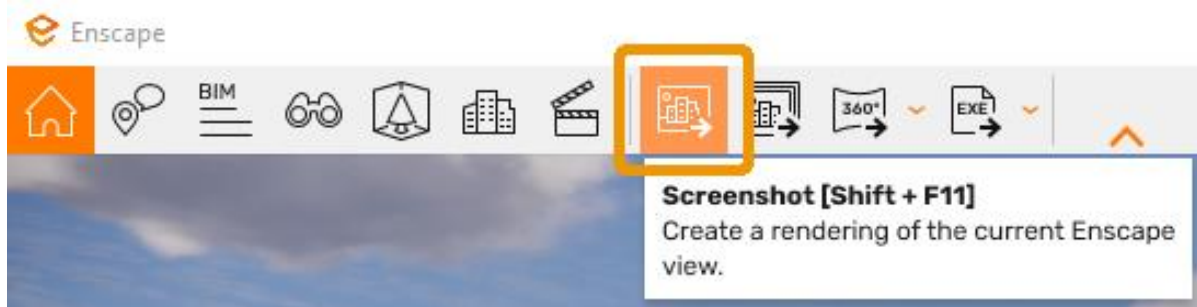 Enscape
BIM
360°
EXE
Screenshot [Shift + F11]
Create a rendering of the current Enscape
view.